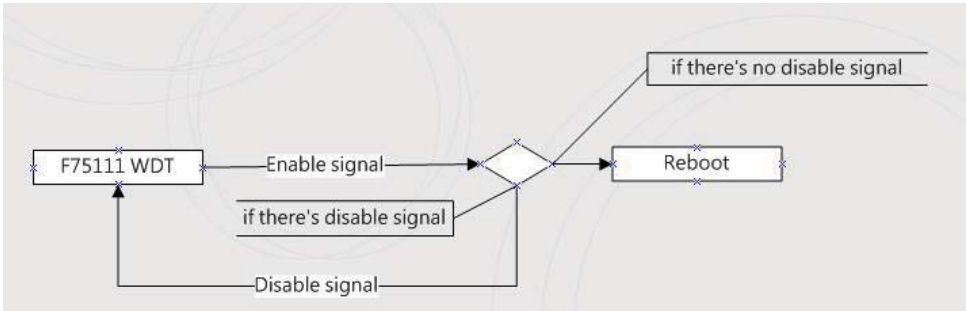 if there's no disable signal
F75111 WDT
Enable signal
Reboot
if there's disable signal
Disable signal